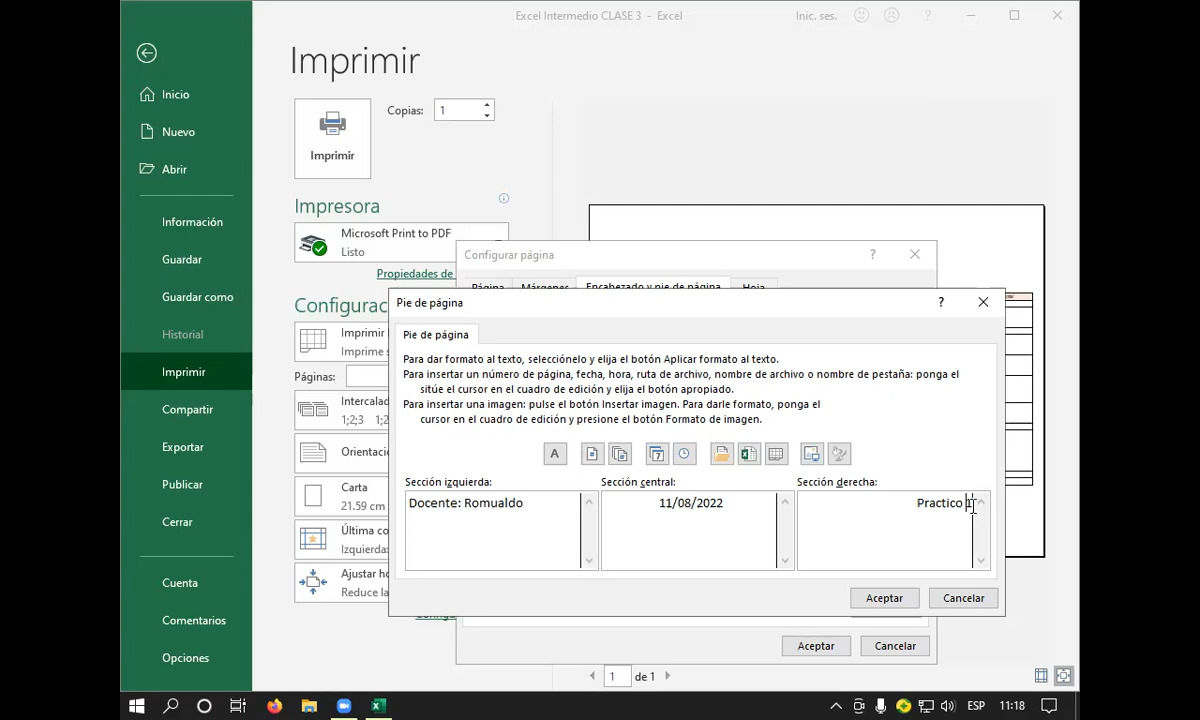 Excel Intermedio CLASE 3 - Excel
Inic. ses.
Imprimir
Inicio
Nuevo
Abrir
Información
Guardar
Guardar como
Historial
Imprimir
Compartir
Exportar
Publicar
Cerrar
Cuenta
Comentarios
Opciones
Imprimir
Copias: 1
Impresora
Microsoft Print to PDF
Listo
Propiedades de
Configurac
Imprimir
Imprime s
Páginas:
Intercalad
1;2;3 1;2
Orientació
Carta
21.59 cm
Última co
Izquierda:
Ajustar ho
Reduce la
Configurar página
?
Página Márgenes Encabezado y pie de página Hoja
Pie de página
?
Pie de página
Para dar formato al texto, selecciónelo y elija el botón Aplicar formato al texto.
Para insertar un número de página, fecha, hora, ruta de archivo, nombre de archivo o nombre de pestaña: ponga el
sitúe el cursor en el cuadro de edición y elija el botón apropiado.
Para insertar una imagen: pulse el botón Insertar imagen. Para darle formato, ponga el
cursor en el cuadro de edición y presione el botón Formato de imagen.
A
7
Sección izquierda: Sección central: Sección derecha:
Docente: Romualdo 11/08/2022 Practico 1
Aceptar Cancelar
Aceptar Cancelar
1 de 1
ESP 11:18